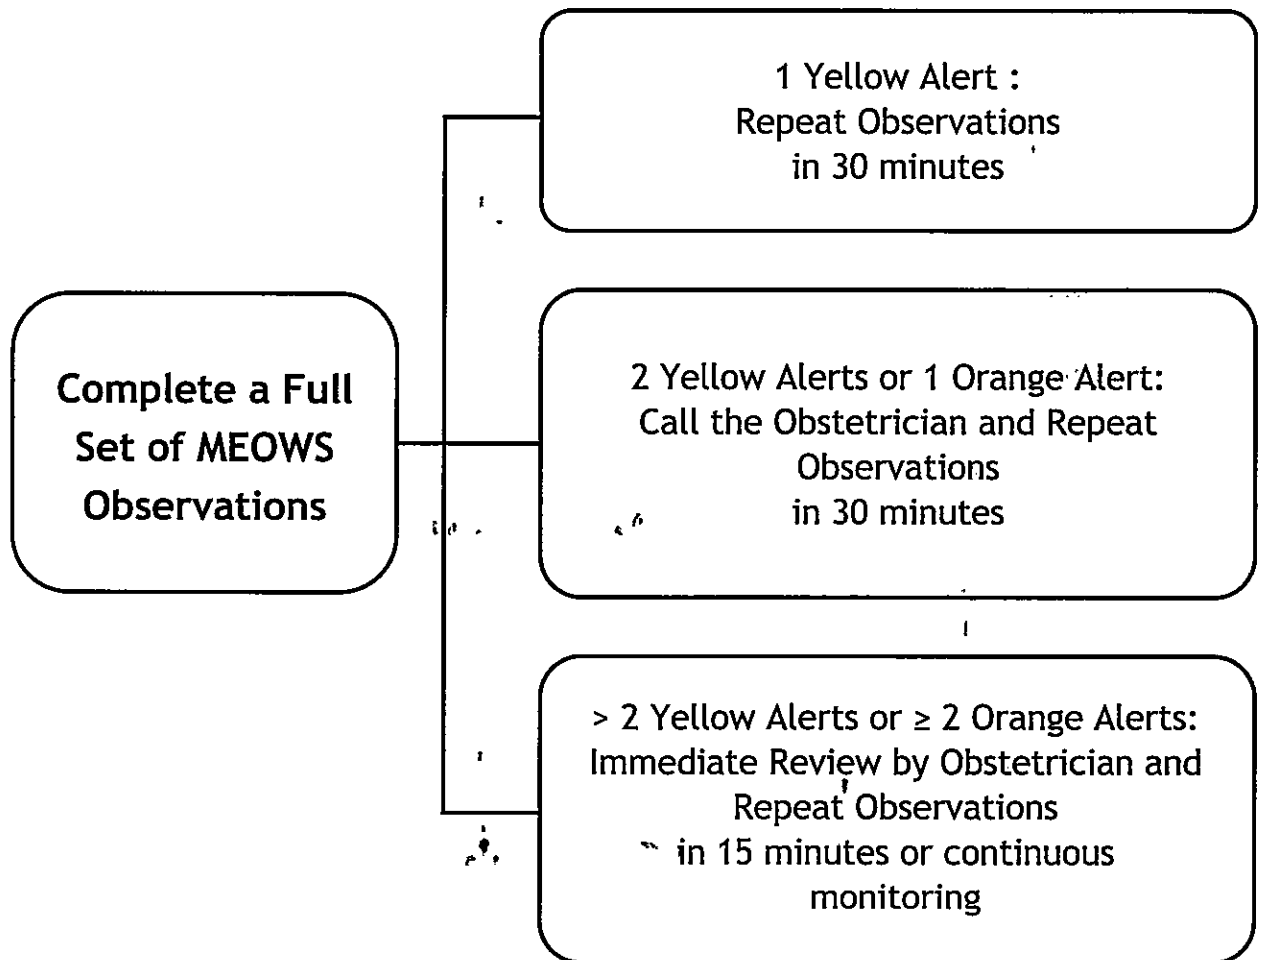 Complete a Full
Set of MEOWS
Observations
1 Yellow Alert :
Repeat Observations
in 30 minutes
2 Yellow Alerts or 1 Orange Alert:
Call the Obstetrician and Repeat
Observations
in 30 minutes
> 2 Yellow Alerts or ≥ 2 Orange Alerts:
Immediate Review by Obstetrician and
Repeat Observations
in 15 minutes or continuous
monitoring